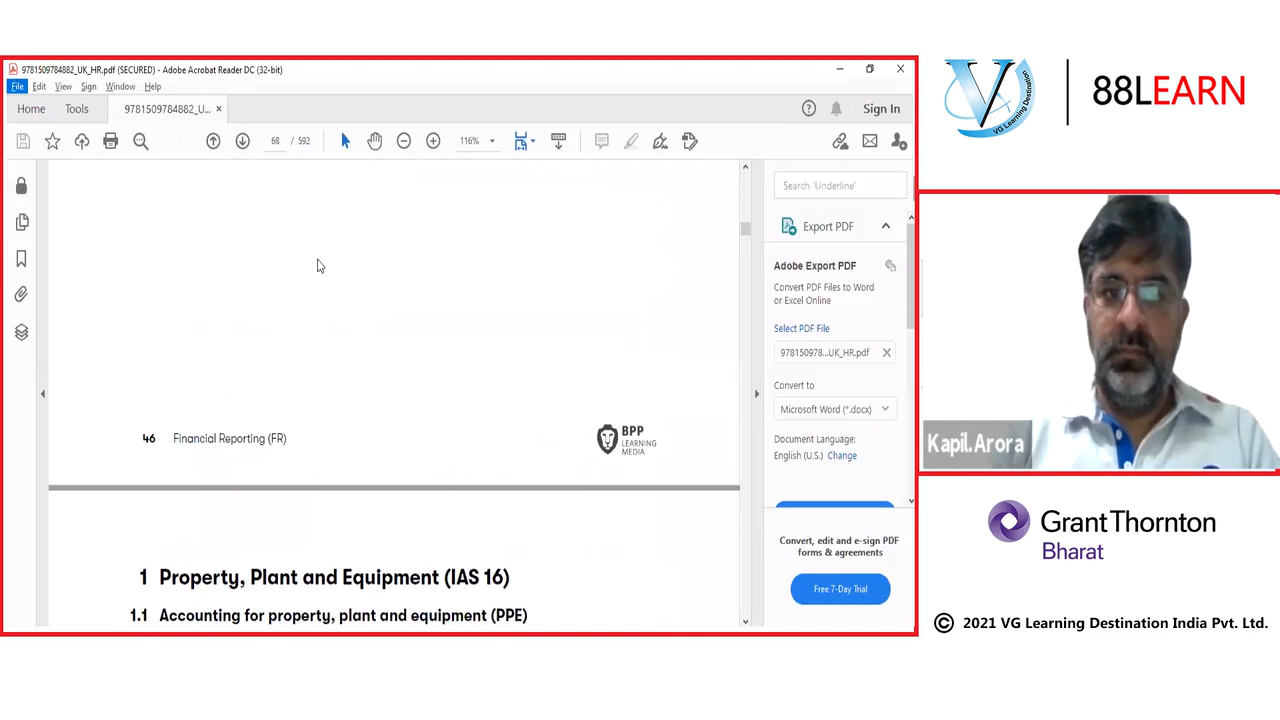 9781509784882_UK_HR.pdf (SECURED) - Adobe Acrobat Reader DC (32-bit)
File Edit View Sign Window Help
Home Tools 9781509784882_U... × Sign In
68 / 592 116%
Search 'Underline'
Export PDF
Adobe Export PDF
Convert PDF Files to Word
or Excel Online
Select PDF File
978150978...UK_HR.pdf
Convert to
Microsoft Word (*.docx)
Document Language:
English (U.S.) Change
Convert, edit and e-sign PDF
forms & agreements
Free 7-Day Trial
46 Financial Reporting (FR)
BPP
LEARNING
MEDIA
1 Property, Plant and Equipment (IAS 16)
1.1 Accounting for property, plant and equipment (PPE)
V
VG Learning Destination
88LEARN
Kapil.Arora
Grant Thornton
Bharat
© 2021 VG Learning Destination India Pvt. Ltd.